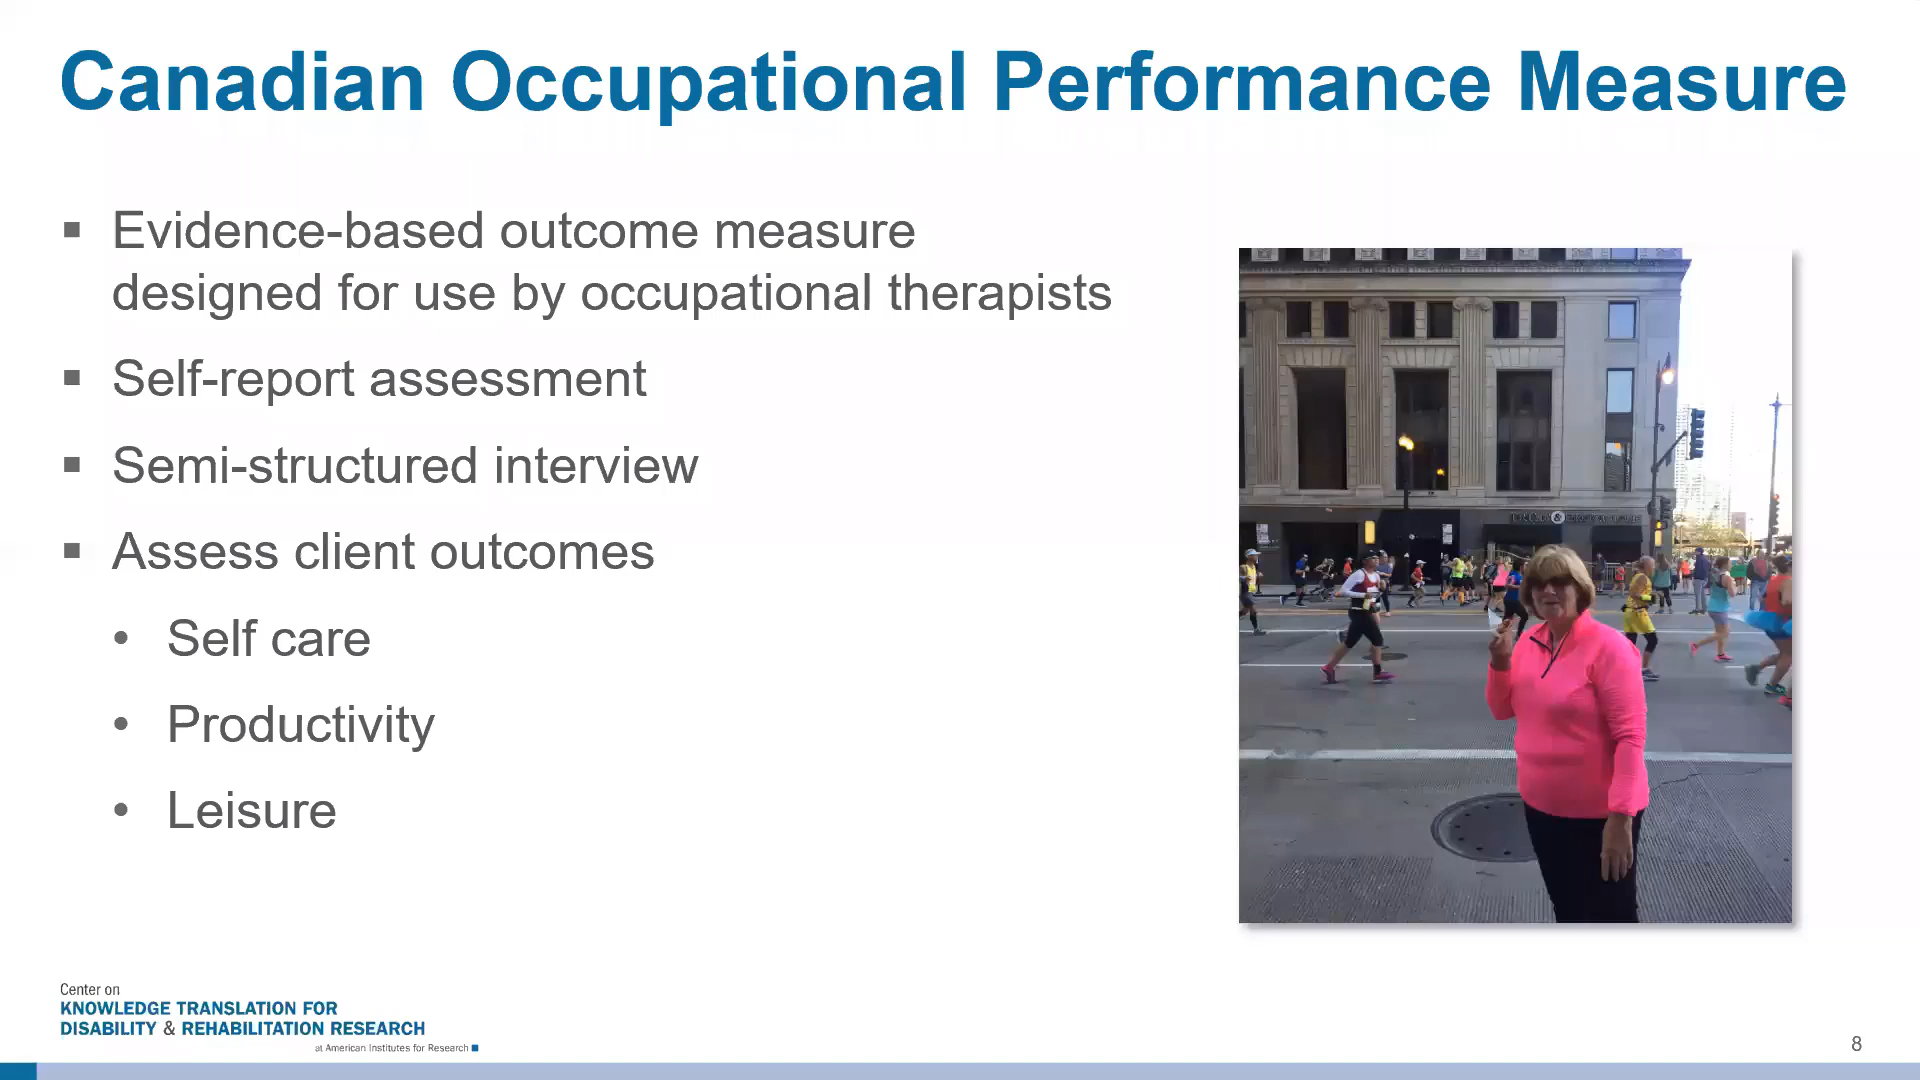 Canadian Occupational Performance Measure
▪ Evidence-based outcome measure
designed for use by occupational therapists
▪ Self-report assessment
▪ Semi-structured interview
▪ Assess client outcomes
• Self care
• Productivity
• Leisure
Center on
KNOWLEDGE TRANSLATION FOR
DISABILITY & REHABILITATION RESEARCH
at American Institutes for Research
8